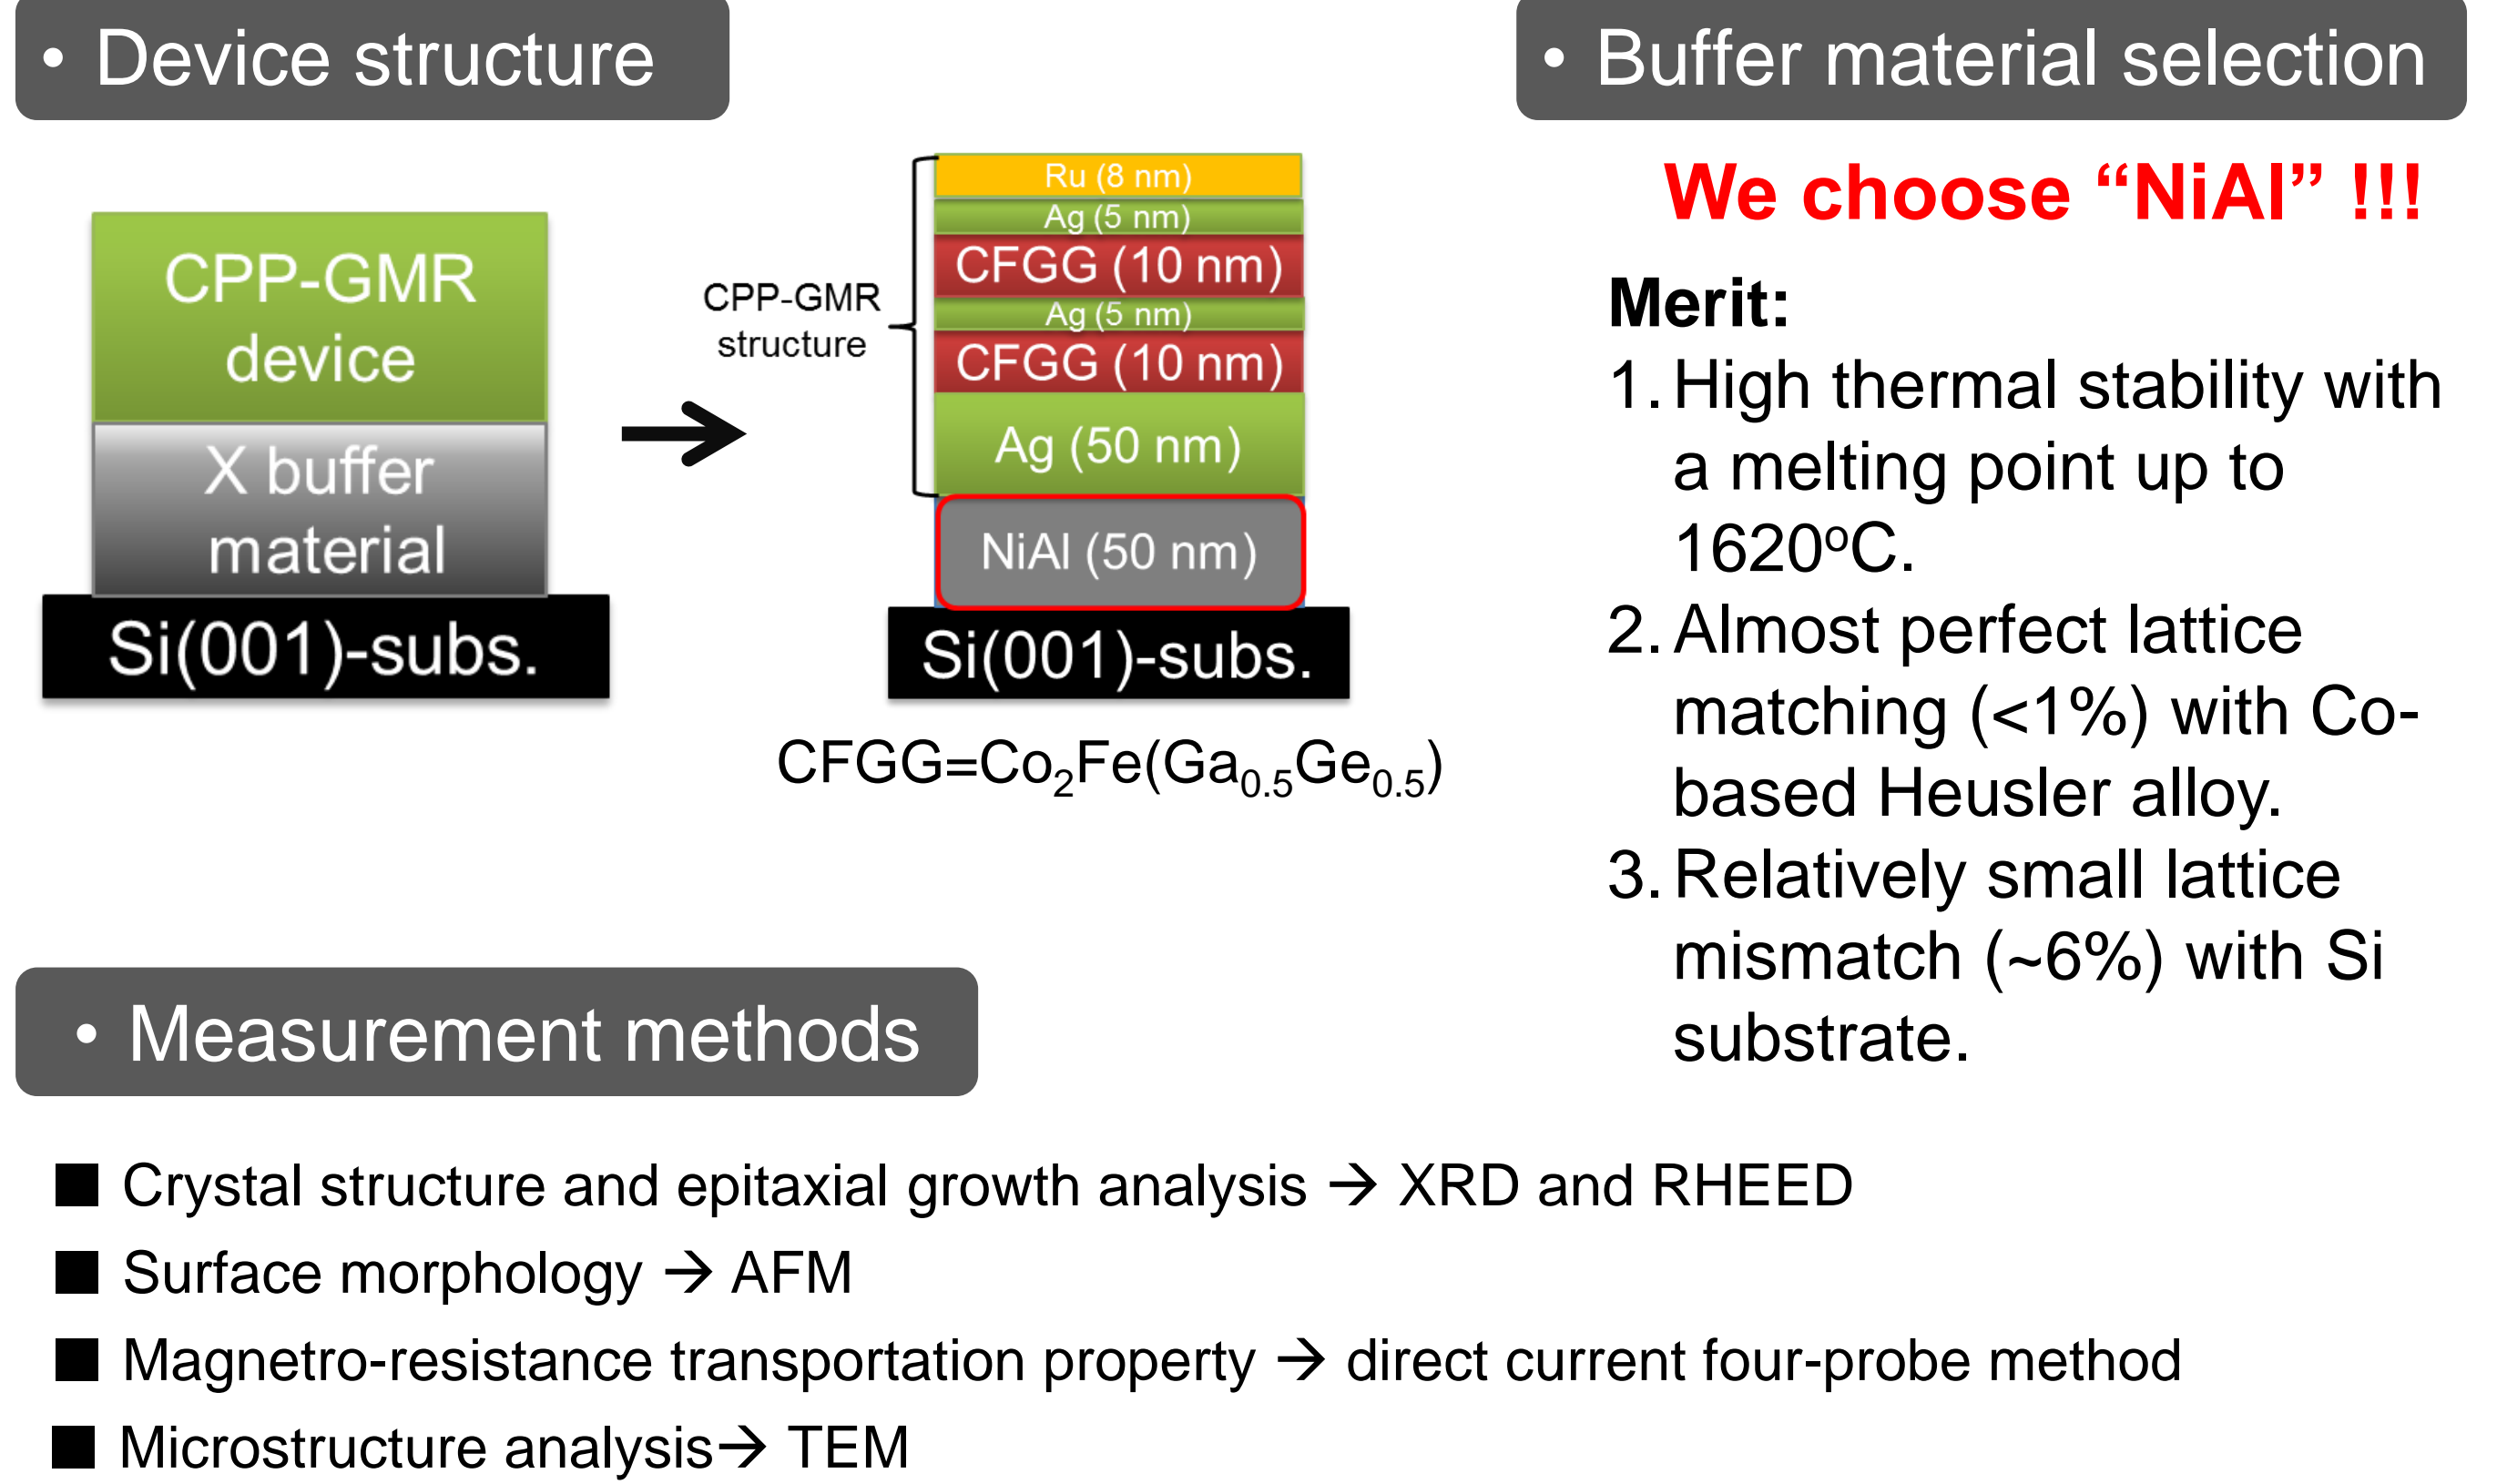 • Device structure
CPP-GMR
device
X buffer
material
Si(001)-subs.
CPP-GMR
structure
Ru (8 nm)
Ag (5 nm)
CFGG (10 nm)
Ag (5 nm)
CFGG (10 nm)
Ag (50 nm)
NiAl (50 nm)
Si(001)-subs.
CFGG=Co₂Fe(Ga₀.₅Ge₀.₅)
• Buffer material selection
We choose “NiAl” !!!
Merit:
1. High thermal stability with
a melting point up to
1620ºC.
2. Almost perfect lattice
matching (<1%) with Co-
based Heusler alloy.
3. Relatively small lattice
mismatch (~6%) with Si
substrate.
• Measurement methods
■ Crystal structure and epitaxial growth analysis → XRD and RHEED
■ Surface morphology → AFM
■ Magnetro-resistance transportation property → direct current four-probe method
■ Microstructure analysis→ TEM